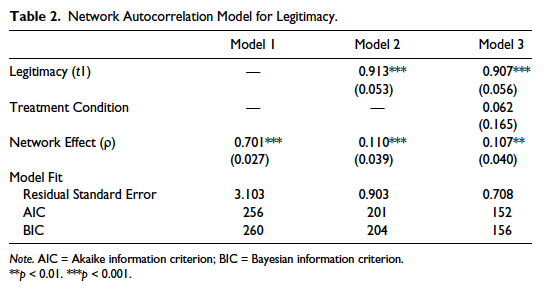 Table 2. Network Autocorrelation Model for Legitimacy.
Model 1 Model 2 Model 3
Legitimacy (t1) — 0.913*** 0.907***
(0.053) (0.056)
Treatment Condition — — 0.062
(0.165)
Network Effect (ρ) 0.701*** 0.110*** 0.107**
(0.027) (0.039) (0.040)
Model Fit
Residual Standard Error 3.103 0.903 0.708
AIC 256 201 152
BIC 260 204 156
Note. AIC = Akaike information criterion; BIC = Bayesian information criterion.
**p < 0.01. ***p < 0.001.